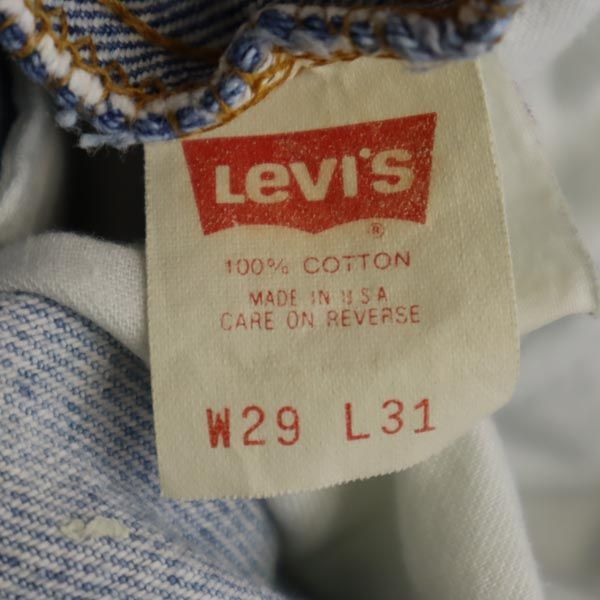 Levi's
®
100% COTTON
MADE IN U S A
CARE ON REVERSE
W29 L31